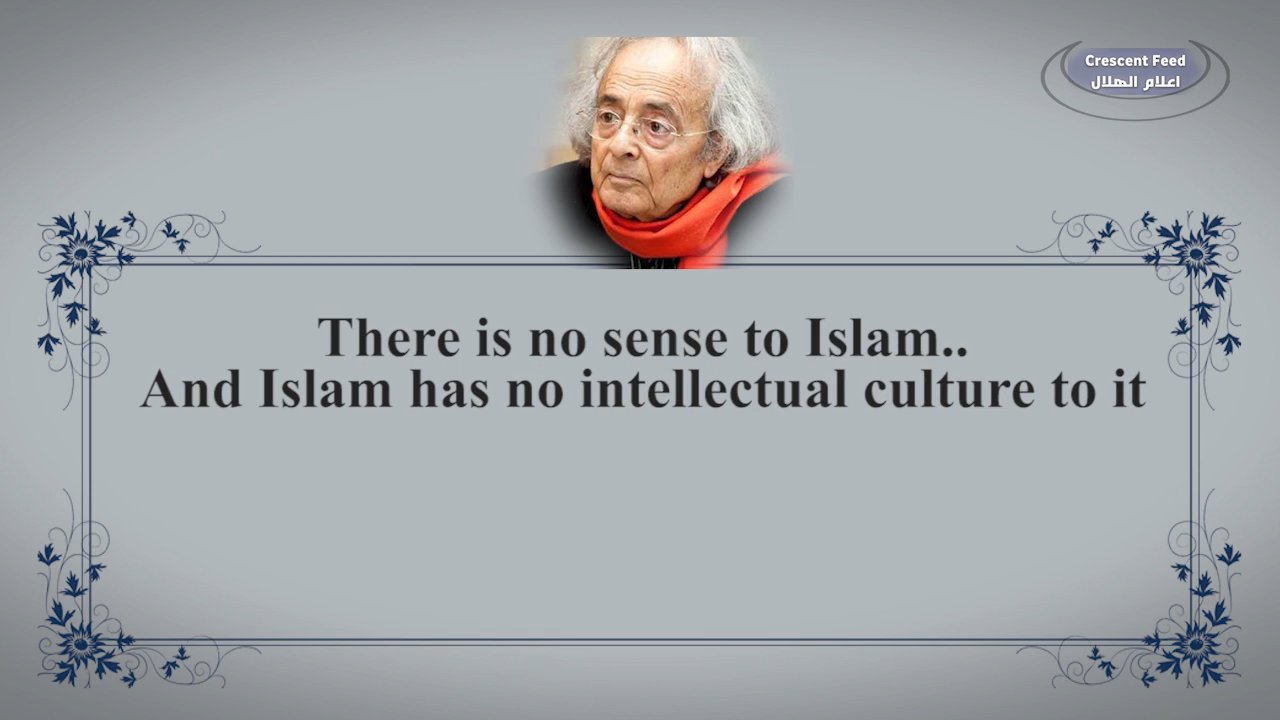 Crescent Feed
اعلام الهلال
There is no sense to Islam..
And Islam has no intellectual culture to it